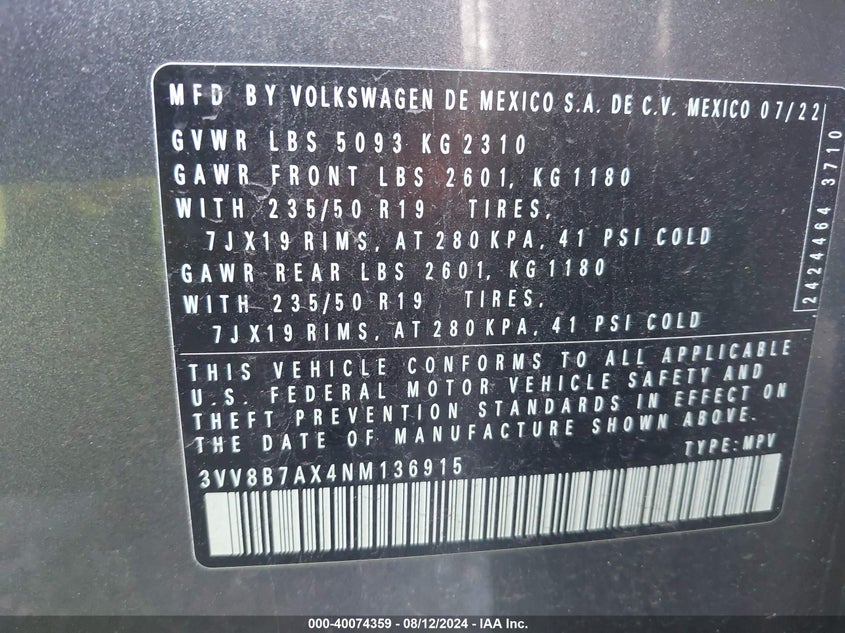 MFD BY VOLKSWAGEN DE MEXICO S.A. DE C.V. MEXICO 07/22
GVWR LBS 5093 KG 2310
GAWR FRONT LBS 2601, KG 1180
WITH 235/50 R19 TIRES,
7JX19 RIMS, AT 280 KPA, 41 PSI COLD
GAWR REAR LBS 2601, KG 1180
WITH 235/50 R19 TIRES,
7JX19 RIMS, AT 280 KPA, 41 PSI COLD
2424464 3710
THIS VEHICLE CONFORMS TO ALL APPLICABLE
U.S. FEDERAL MOTOR VEHICLE SAFETY AND
THEFT PREVENTION STANDARDS IN EFFECT ON
THE DATE OF MANUFACTURE SHOWN ABOVE.
TYPE: MPV
3VV8B7AX4NM136915
000-40074359 - 08/12/2024 - IAA Inc.